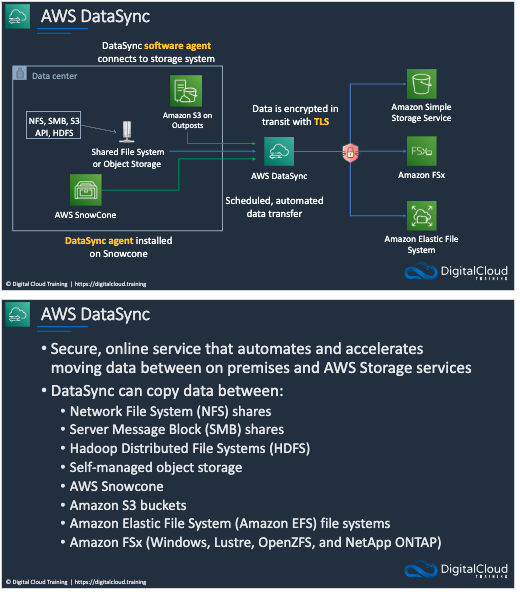 AWS DataSync
DataSync software agent
connects to storage system
Data center
NFS, SMB, S3
API, HDFS
Amazon S3 on
Outposts
Shared File System
or Object Storage
AWS SnowCone
DataSync agent installed
on Snowcone
Data is encrypted in
transit with TLS
AWS DataSync
Scheduled, automated
data transfer
Amazon Simple
Storage Service
FSx
Amazon FSx
Amazon Elastic File
System
© Digital Cloud Training | https://digitalcloud.training
DigitalCloud
TRAINING
AWS DataSync
• Secure, online service that automates and accelerates
moving data between on premises and AWS Storage services
• DataSync can copy data between:
• Network File System (NFS) shares
• Server Message Block (SMB) shares
• Hadoop Distributed File Systems (HDFS)
• Self-managed object storage
• AWS Snowcone
• Amazon S3 buckets
• Amazon Elastic File System (Amazon EFS) file systems
• Amazon FSx (Windows, Lustre, OpenZFS, and NetApp ONTAP)
© Digital Cloud Training | https://digitalcloud.training
DigitalCloud
TRAINING